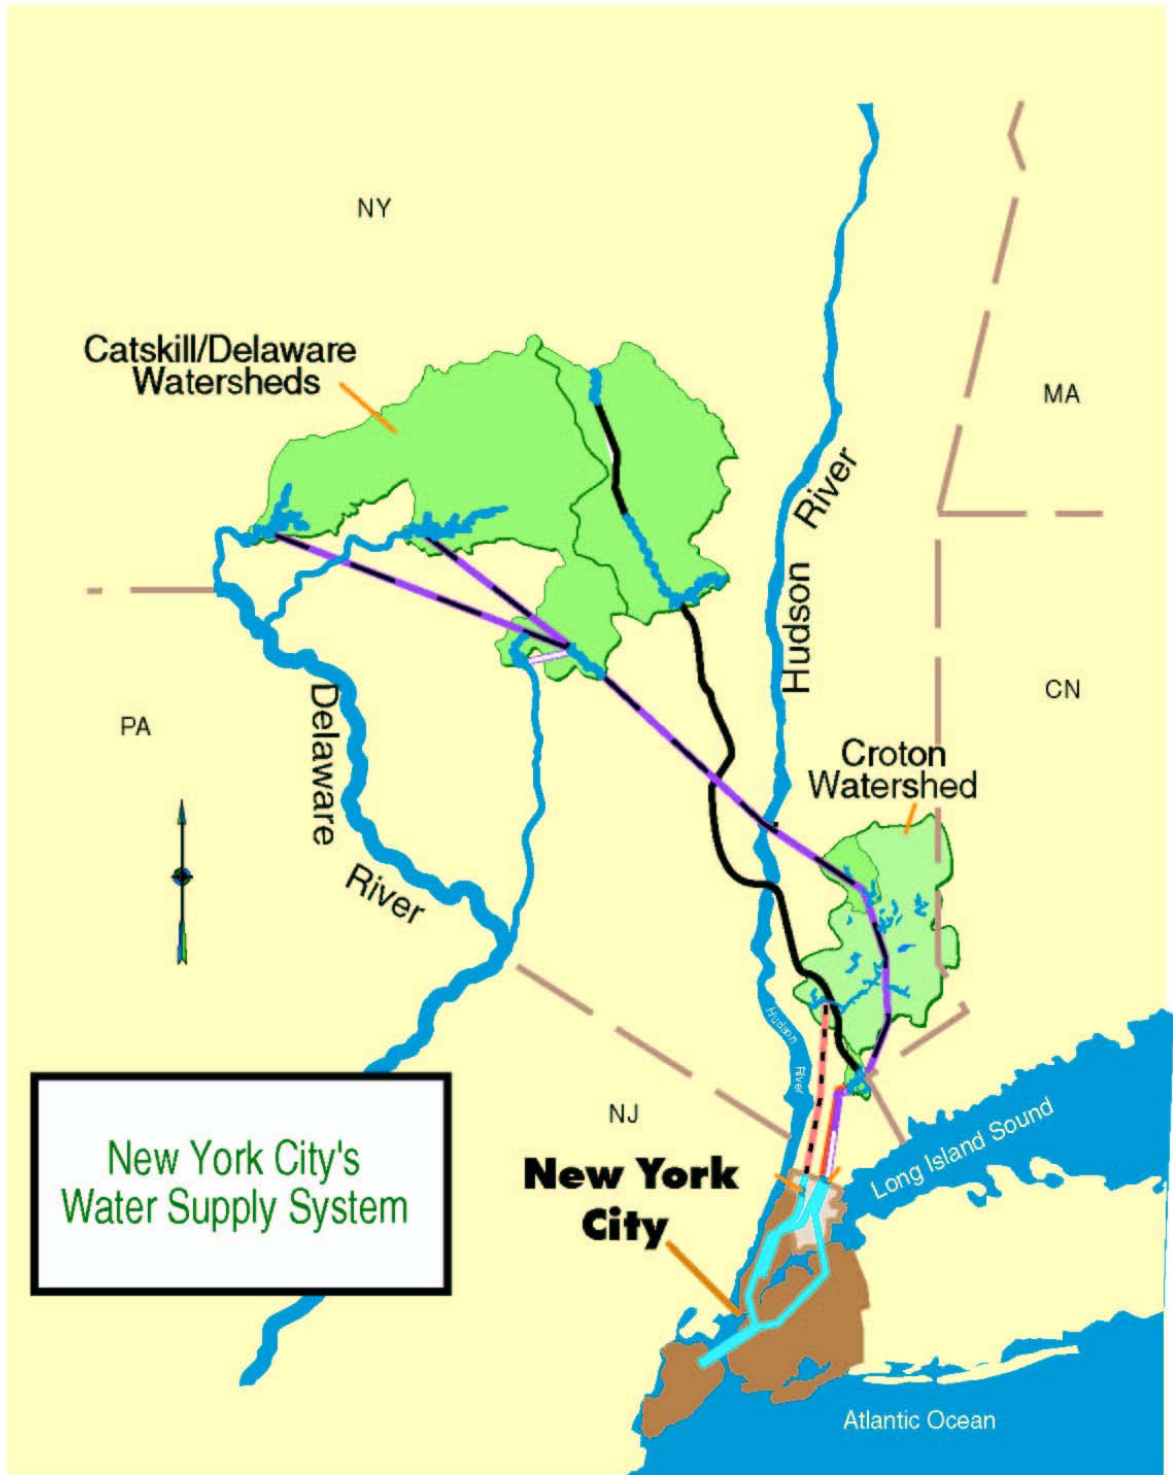 NY
Catskill/Delaware
Watersheds
MA
Hudson River
CN
PA
Delaware
River
Croton
Watershed
Hudson
River
NJ
Long Island Sound
New York
City
New York City's
Water Supply System
Atlantic Ocean